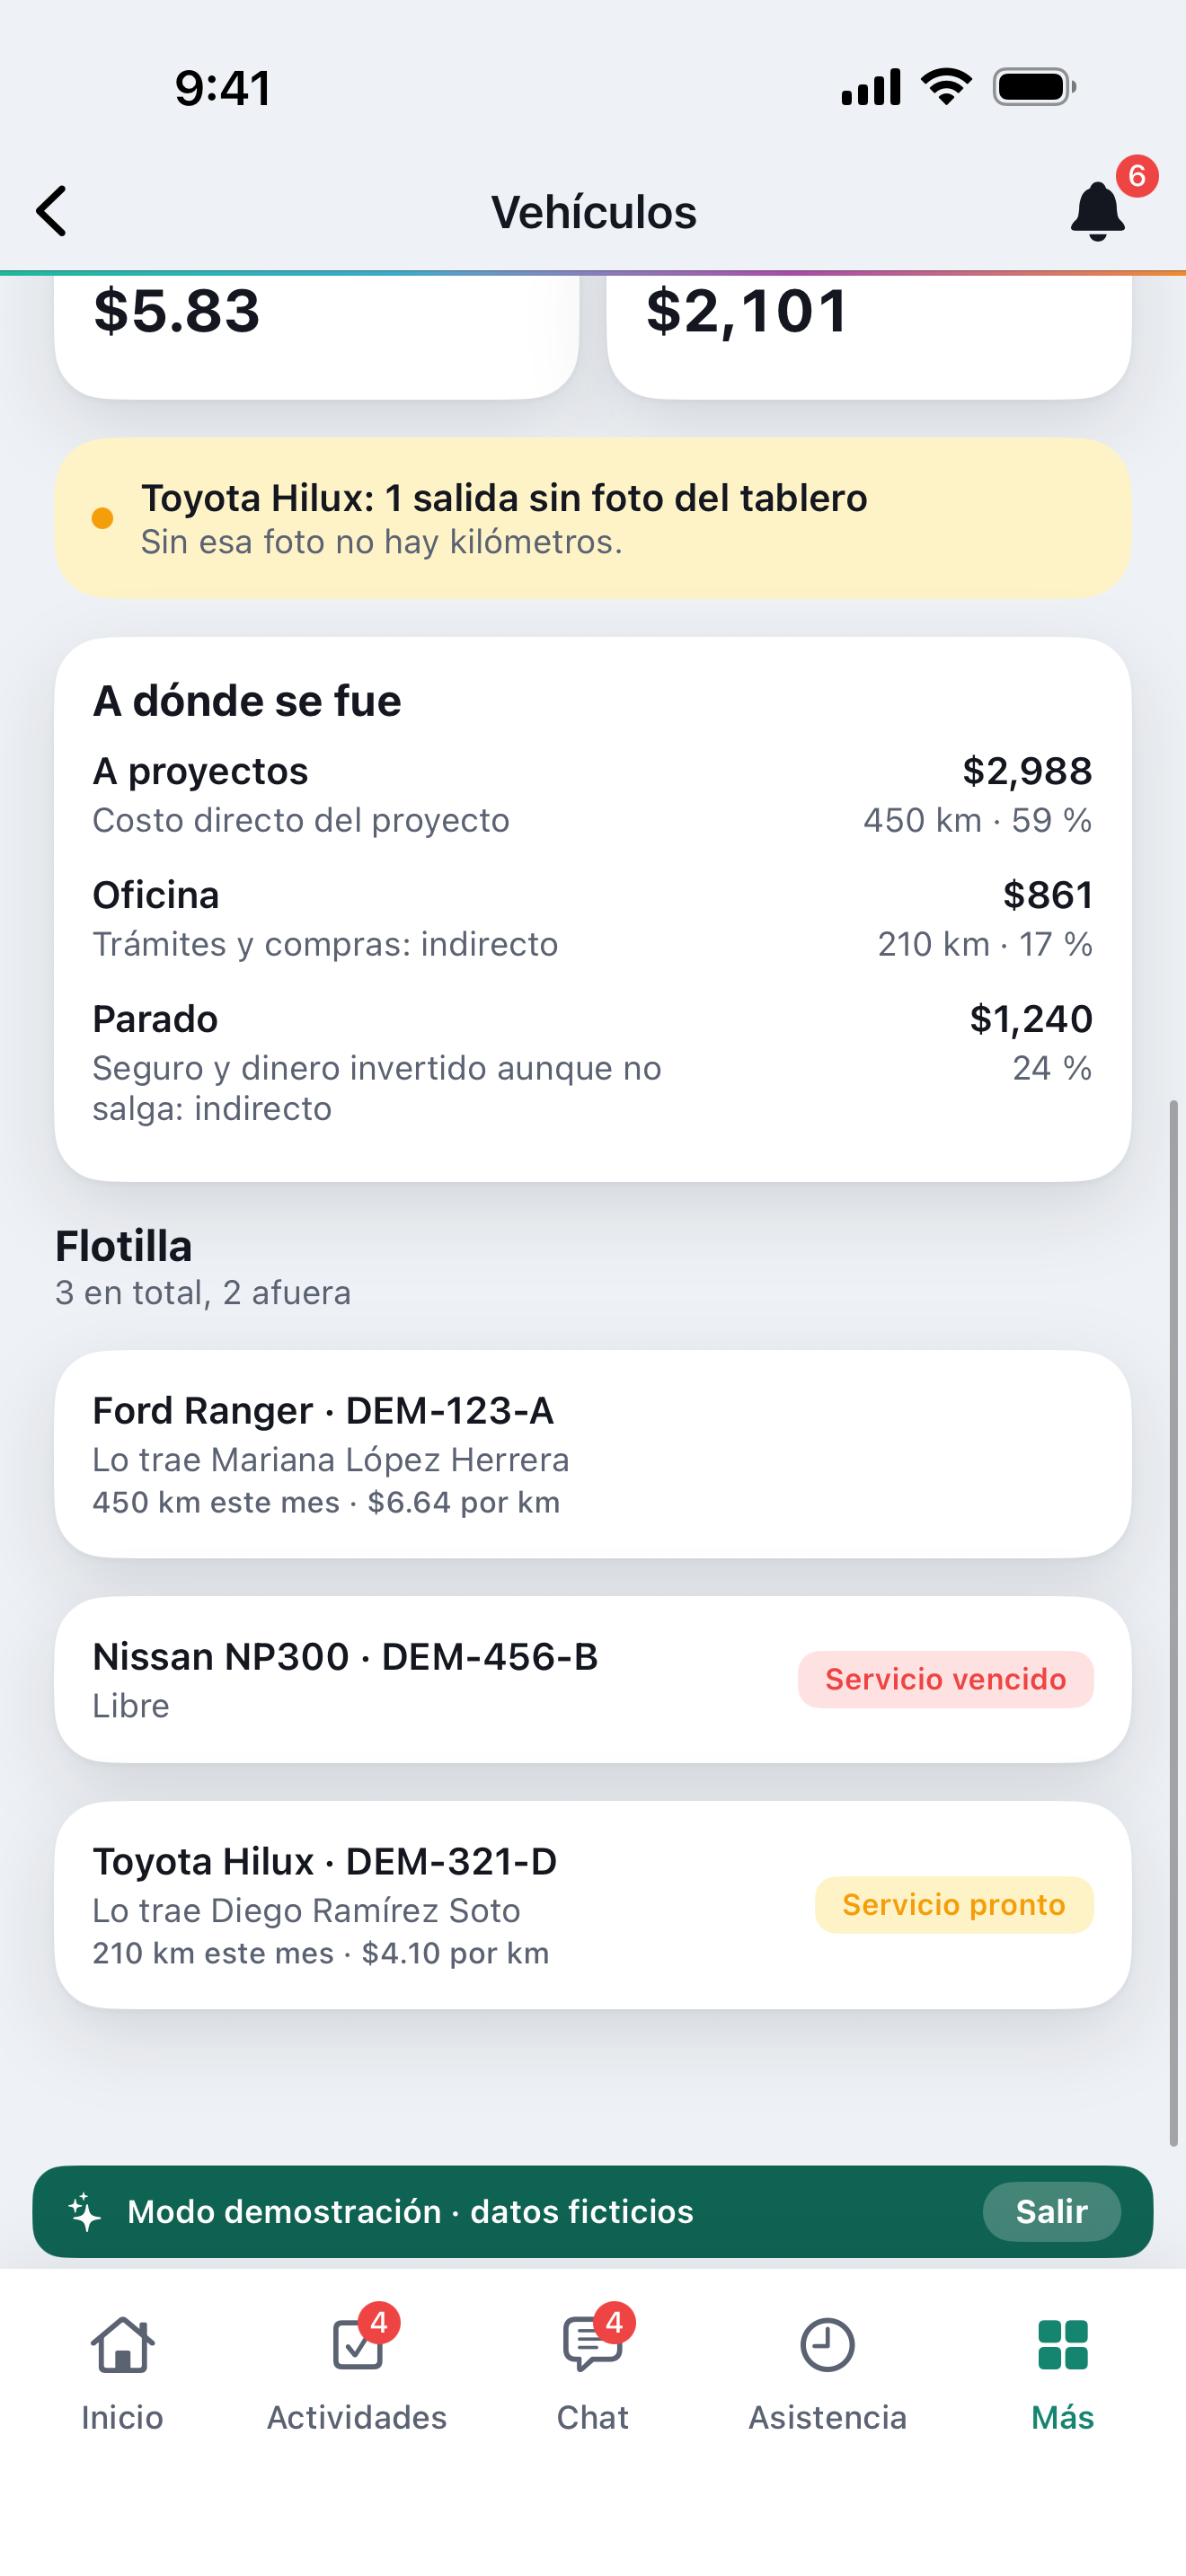 9:41
Vehículos
6
$5.83
$2,101
Toyota Hilux: 1 salida sin foto del tablero
Sin esa foto no hay kilómetros.
A dónde se fue
A proyectos $2,988
Costo directo del proyecto 450 km · 59 %
Oficina $861
Trámites y compras: indirecto 210 km · 17 %
Parado $1,240
Seguro y dinero invertido aunque no 24 %
salga: indirecto
Flotilla
3 en total, 2 afuera
Ford Ranger · DEM-123-A
Lo trae Mariana López Herrera
450 km este mes · $6.64 por km
Nissan NP300 · DEM-456-B
Servicio vencido
Libre
Toyota Hilux · DEM-321-D
Lo trae Diego Ramírez Soto
Servicio pronto
210 km este mes · $4.10 por km
Modo demostración · datos ficticios Salir
4 4
Inicio Actividades Chat Asistencia Más